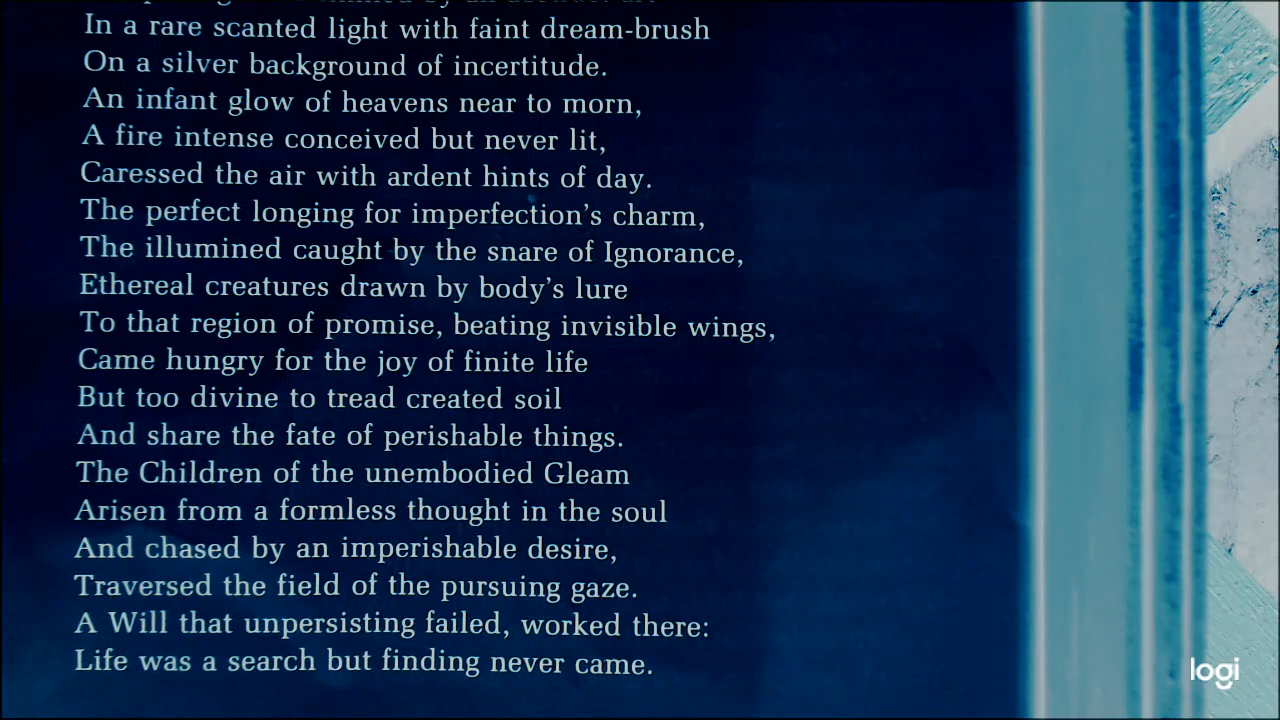 In a rare scanted light with faint dream-brush
On a silver background of incertitude.
An infant glow of heavens near to morn,
A fire intense conceived but never lit,
Caressed the air with ardent hints of day.
The perfect longing for imperfection's charm,
The illumined caught by the snare of Ignorance,
Ethereal creatures drawn by body's lure
To that region of promise, beating invisible wings,
Came hungry for the joy of finite life
But too divine to tread created soil
And share the fate of perishable things.
The Children of the unembodied Gleam
Arisen from a formless thought in the soul
And chased by an imperishable desire,
Traversed the field of the pursuing gaze.
A Will that unpersisting failed, worked there:
Life was a search but finding never came.
logi